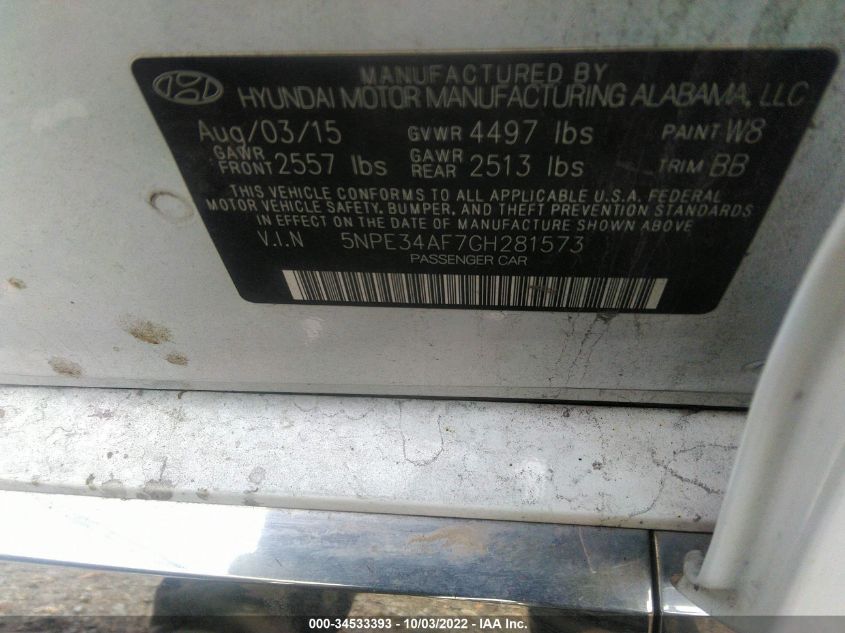 MANUFACTURED BY
HYUNDAI MOTOR MANUFACTURING ALABAMA, LLC
Aug/03/15 GVWR 4497 lbs PAINT W8
GAWR FRONT 2557 lbs GAWR REAR 2513 lbs TRIM BB
THIS VEHICLE CONFORMS TO ALL APPLICABLE U.S.A. FEDERAL
MOTOR VEHICLE SAFETY, BUMPER, AND THEFT PREVENTION STANDARDS
IN EFFECT ON THE DATE OF MANUFACTURE SHOWN ABOVE
V.I.N 5NPE34AF7GH281573
PASSENGER CAR
000-34533393 - 10/03/2022 - IAA Inc.